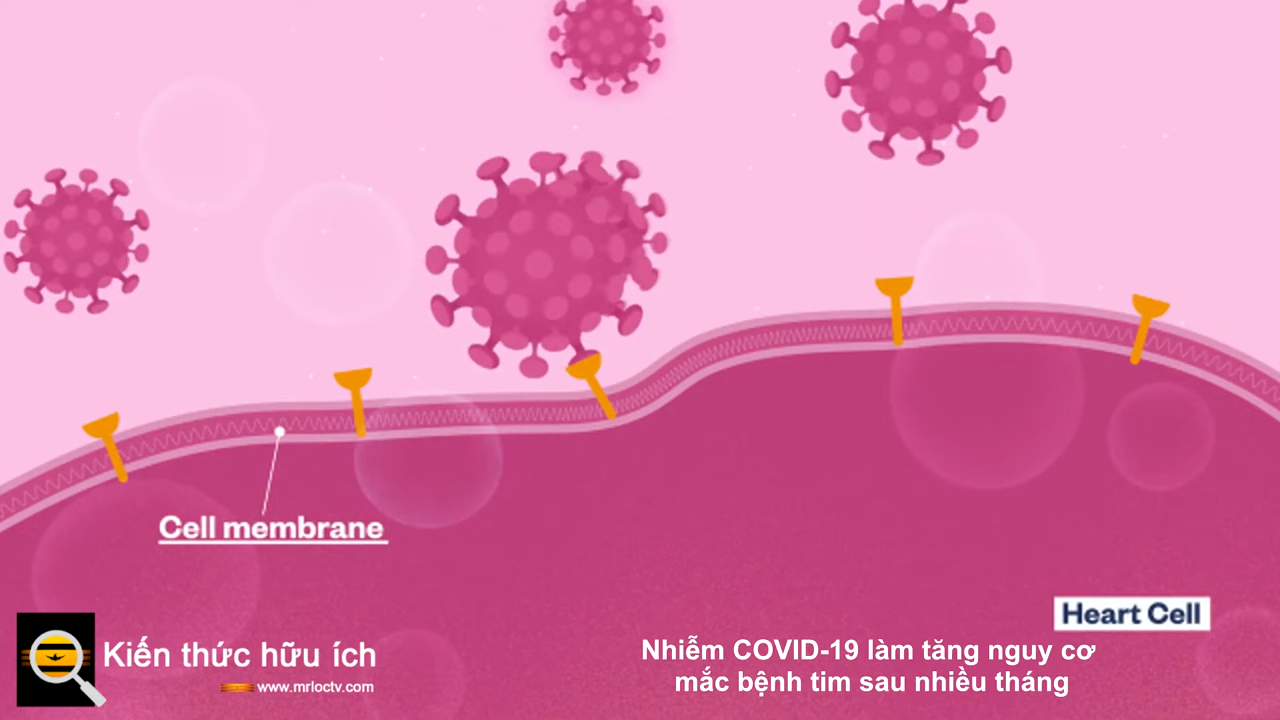 Cell membrane
Heart Cell
Kiến thức hữu ích
www.mrloctv.com
Nhiễm COVID-19 làm tăng nguy cơ
mắc bệnh tim sau nhiều tháng